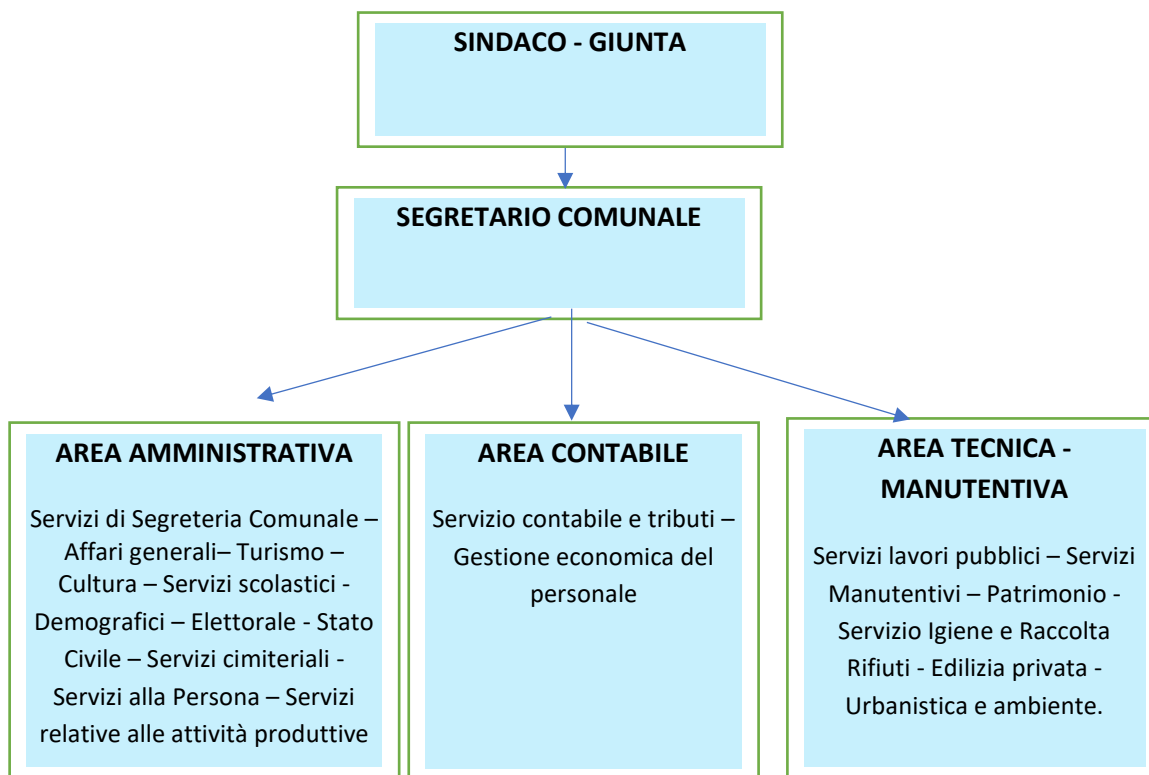 SINDACO - GIUNTA
SEGRETARIO COMUNALE
AREA AMMINISTRATIVA
Servizi di Segreteria Comunale –
Affari generali– Turismo –
Cultura – Servizi scolastici -
Demografici – Elettorale - Stato
Civile – Servizi cimiteriali -
Servizi alla Persona – Servizi
relative alle attività produttive
AREA CONTABILE
Servizio contabile e tributi –
Gestione economica del
personale
AREA TECNICA -
MANUTENTIVA
Servizi lavori pubblici – Servizi
Manutentivi – Patrimonio -
Servizio Igiene e Raccolta
Rifiuti - Edilizia privata -
Urbanistica e ambiente.